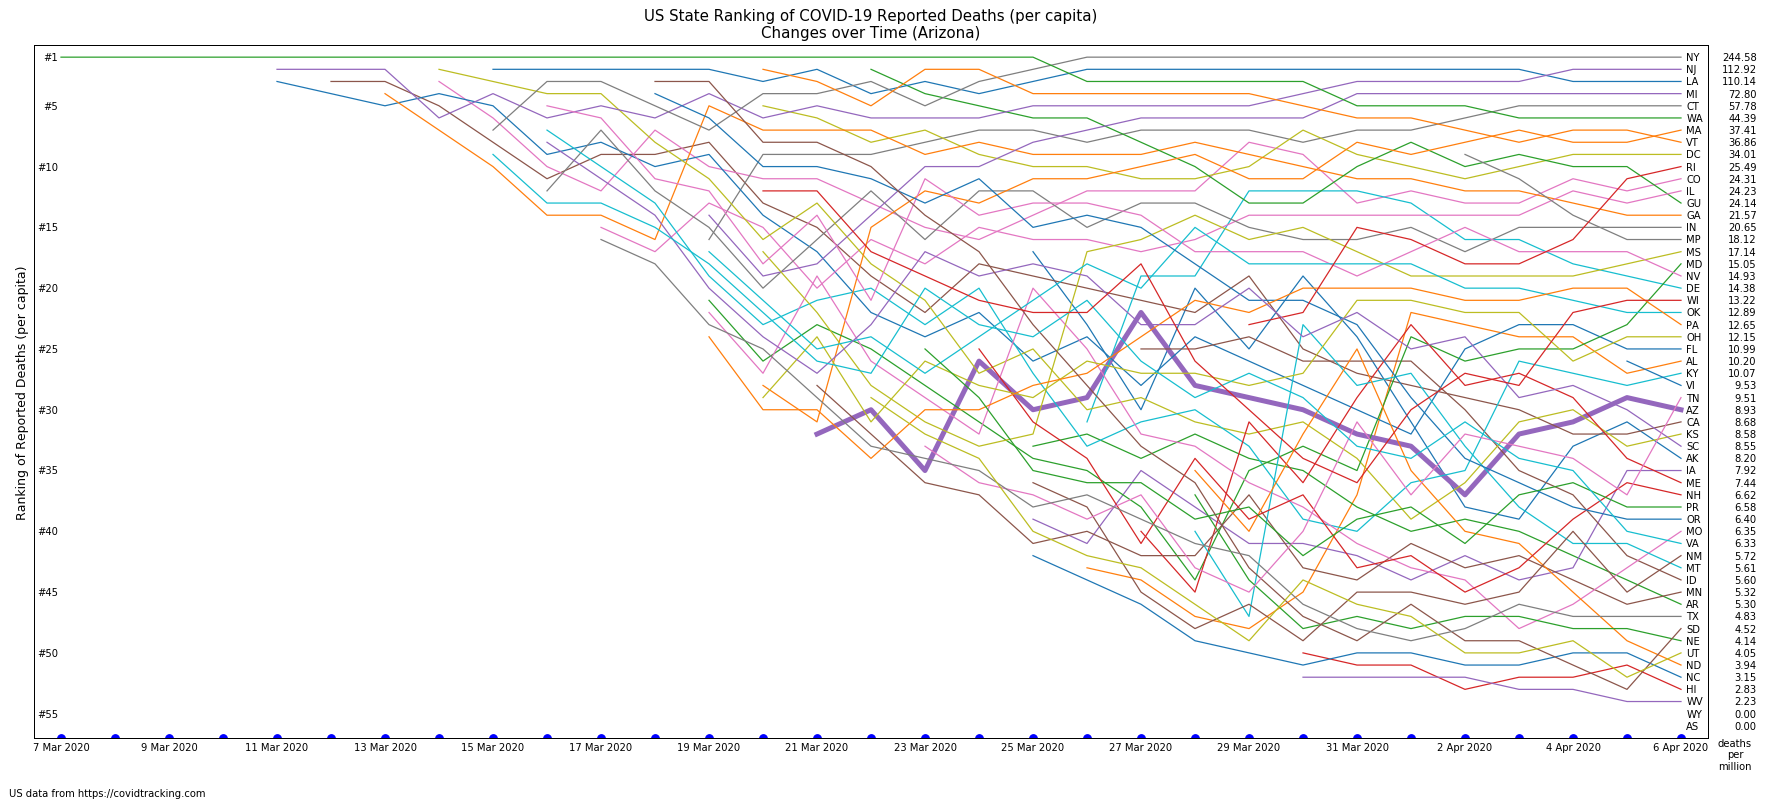 US State Ranking of COVID-19 Reported Deaths (per capita)
Changes over Time (Arizona)
Ranking of Reported Deaths (per capita)
#1
#5
#10
#15
#20
#25
#30
#35
#40
#45
#50
#55
NY 244.58
NJ 112.92
LA 110.14
MI 72.80
CT 57.78
WA 44.39
MA 37.41
VT 36.86
DC 34.01
RI 25.49
CO 24.31
IL 24.23
GU 24.14
GA 21.57
IN 20.65
MP 18.12
MS 17.14
MD 15.05
NV 14.93
DE 14.38
WI 13.22
OK 12.89
PA 12.65
OH 12.15
FL 10.99
AL 10.20
KY 10.07
VI 9.53
TN 9.51
AZ 8.93
CA 8.68
KS 8.58
SC 8.55
AK 8.20
IA 7.92
ME 7.44
NH 6.62
PR 6.58
OR 6.40
MO 6.35
VA 6.33
NM 5.72
MT 5.61
ID 5.60
MN 5.32
AR 5.30
TX 4.83
SD 4.52
NE 4.14
UT 4.05
ND 3.94
NC 3.15
HI 2.83
WV 2.23
WY 0.00
AS 0.00
7 Mar 2020 9 Mar 2020 11 Mar 2020 13 Mar 2020 15 Mar 2020 17 Mar 2020 19 Mar 2020 21 Mar 2020 23 Mar 2020 25 Mar 2020 27 Mar 2020 29 Mar 2020 31 Mar 2020 2 Apr 2020 4 Apr 2020 6 Apr 2020
deaths
per
million
US data from https://covidtracking.com